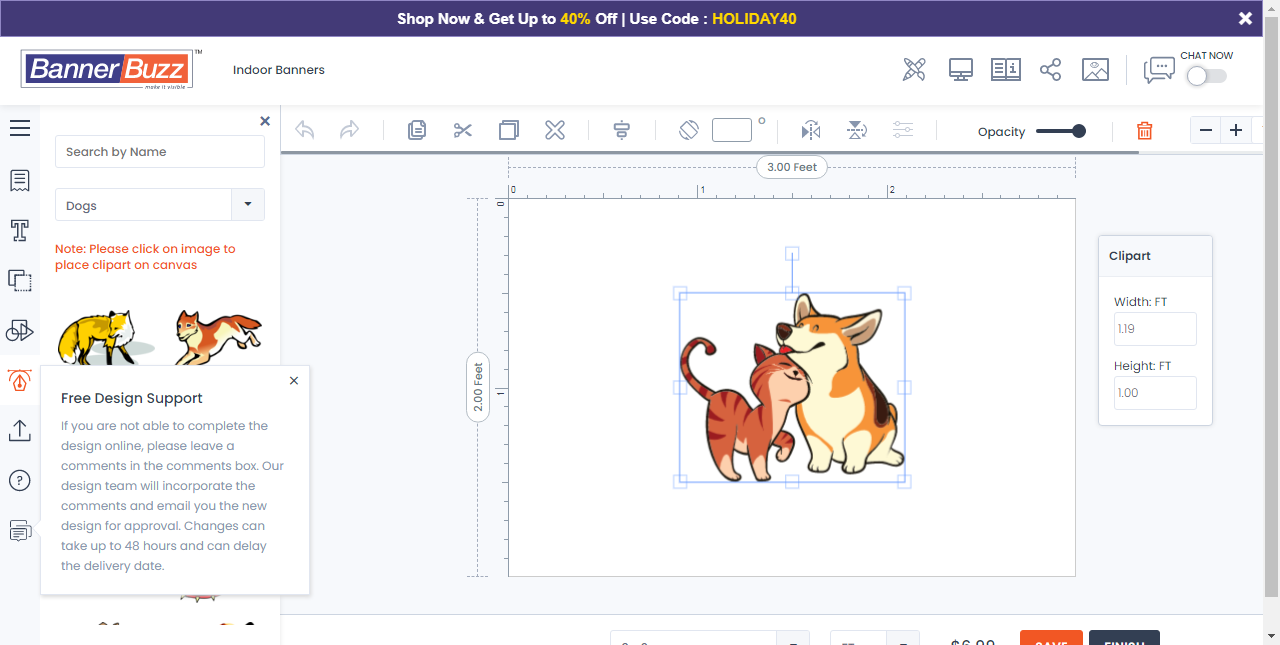 Shop Now & Get Up to 40% Off | Use Code : HOLIDAY40
BannerBuzz
TM
make it visible
Indoor Banners
CHAT NOW
Search by Name
Opacity
3.00 Feet
0 1 2
Dogs
0
Note: Please click on image to
place clipart on canvas
Clipart
Width: FT
1.19
Height: FT
1.00
2.00 Feet
1
Free Design Support
If you are not able to complete the
design online, please leave a
comments in the comments box. Our
design team will incorporate the
comments and email you the new
design for approval. Changes can
take up to 48 hours and can delay
the delivery date.
$6.99
SAVE
FINISH